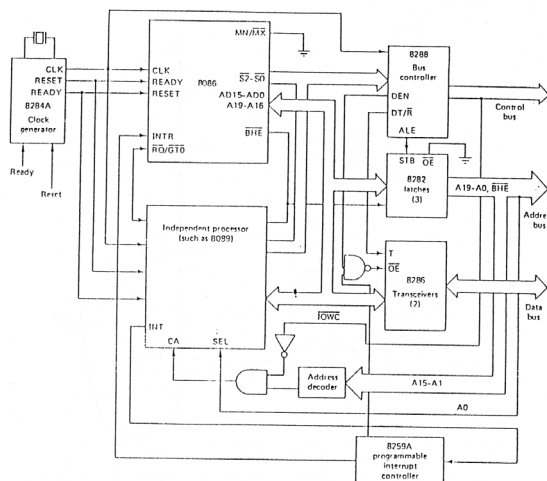 MN/MX
CLK
8086
READY
RESET
S2-S0
AD15-AD0
A19-A16
BHE
INTR
RQ/GT0
CLK
RESET
READY
8284A
Clock
generator
Ready
Reset
8288
Bus
controller
DEN
DT/R
ALE
Control
bus
STB
OE
8282
latches
(3)
A19-A0, BHE
Addre
bus
Independent processor
(such as 8099)
T
OE
8286
Transceivers
(2)
Data
bus
INT
CA
SEL
IOWC
Address
decoder
A15-A1
A0
8259A
programmable
interrupt
controller